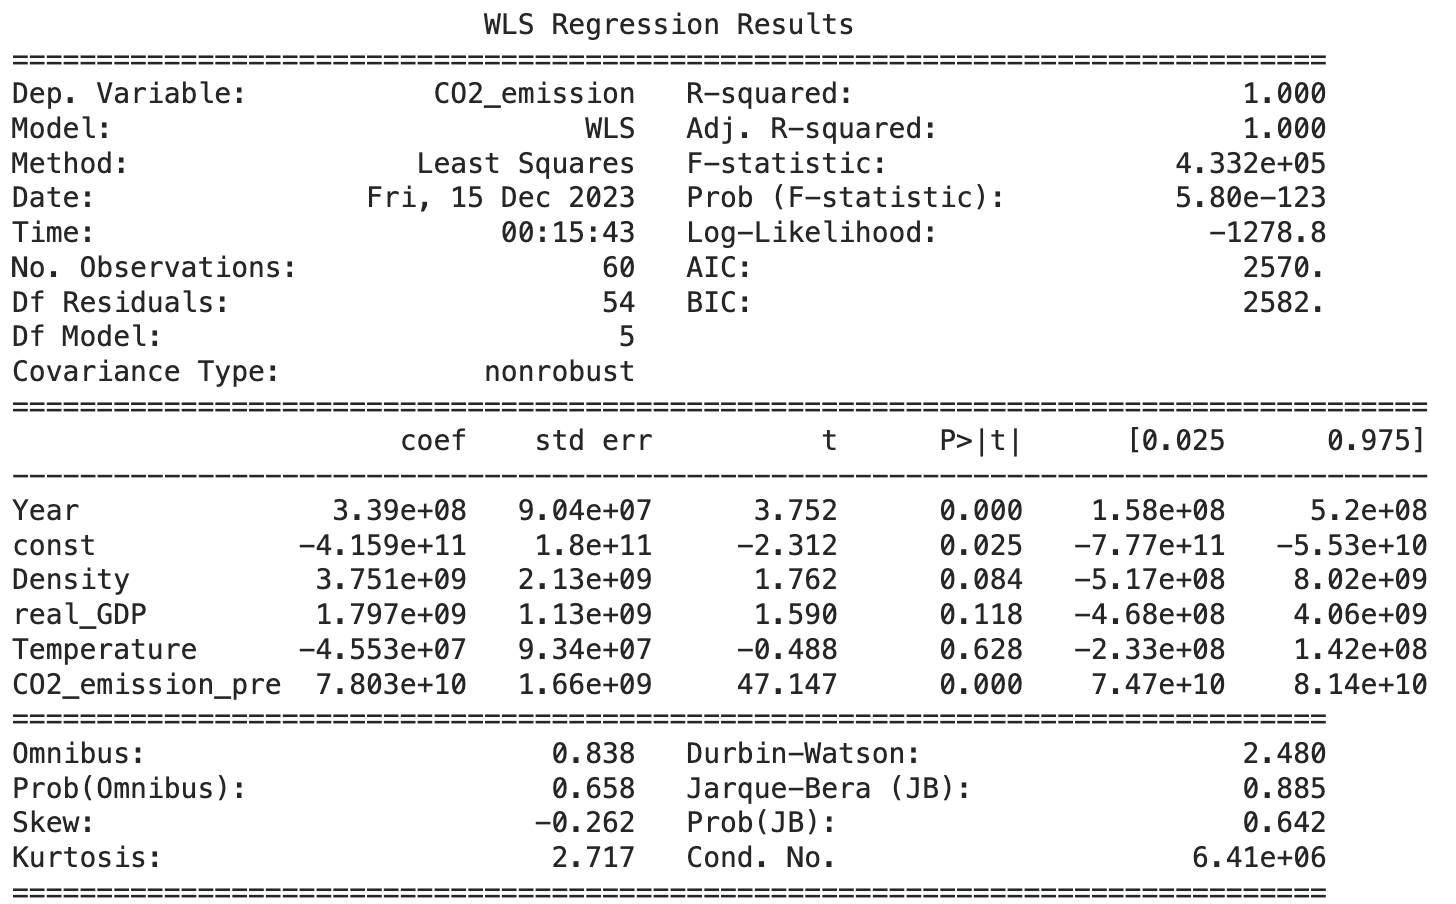 WLS Regression Results
==============================================================================
Dep. Variable: CO2_emission R-squared: 1.000
Model: WLS Adj. R-squared: 1.000
Method: Least Squares F-statistic: 4.332e+05
Date: Fri, 15 Dec 2023 Prob (F-statistic): 5.80e-123
Time: 00:15:43 Log-Likelihood: -1278.8
No. Observations: 60 AIC: 2570.
Df Residuals: 54 BIC: 2582.
Df Model: 5
Covariance Type: nonrobust
====================================================================================
coef std err t P>|t| [0.025 0.975]
------------------------------------------------------------------------------------
Year 3.39e+08 9.04e+07 3.752 0.000 1.58e+08 5.2e+08
const -4.159e+11 1.8e+11 -2.312 0.025 -7.77e+11 -5.53e+10
Density 3.751e+09 2.13e+09 1.762 0.084 -5.17e+08 8.02e+09
real_GDP 1.797e+09 1.13e+09 1.590 0.118 -4.68e+08 4.06e+09
Temperature -4.553e+07 9.34e+07 -0.488 0.628 -2.33e+08 1.42e+08
CO2_emission_pre 7.803e+10 1.66e+09 47.147 0.000 7.47e+10 8.14e+10
==============================================================================
Omnibus: 0.838 Durbin-Watson: 2.480
Prob(Omnibus): 0.658 Jarque-Bera (JB): 0.885
Skew: -0.262 Prob(JB): 0.642
Kurtosis: 2.717 Cond. No. 6.41e+06
==============================================================================